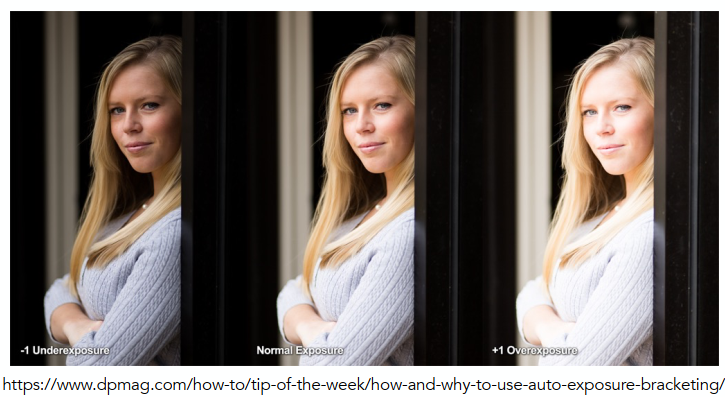 -1 Underexposure
Normal Exposure
+1 Overexposure
https://www.dpmag.com/how-to/tip-of-the-week/how-and-why-to-use-auto-exposure-bracketing/